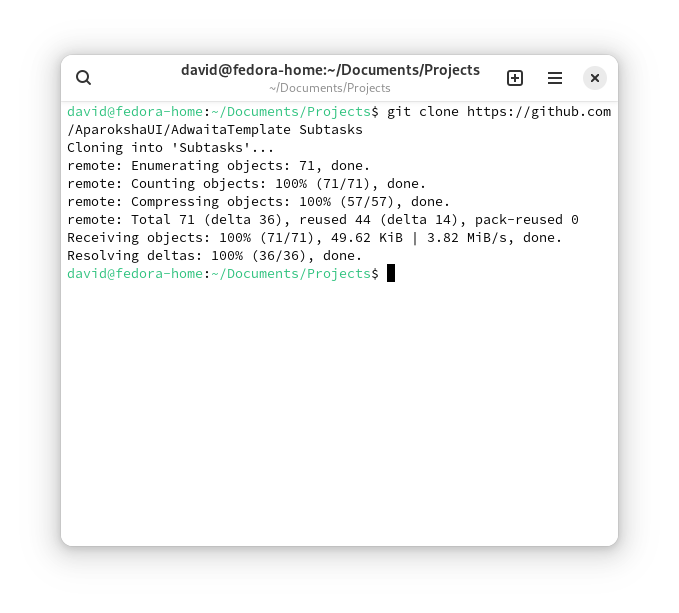 david@fedora-home:~/Documents/Projects
~/Documents/Projects
david@fedora-home:~/Documents/Projects$ git clone https://github.com
/AparokshaUI/AdwaitaTemplate Subtasks
Cloning into 'Subtasks'...
remote: Enumerating objects: 71, done.
remote: Counting objects: 100% (71/71), done.
remote: Compressing objects: 100% (57/57), done.
remote: Total 71 (delta 36), reused 44 (delta 14), pack-reused 0
Receiving objects: 100% (71/71), 49.62 KiB | 3.82 MiB/s, done.
Resolving deltas: 100% (36/36), done.
david@fedora-home:~/Documents/Projects$